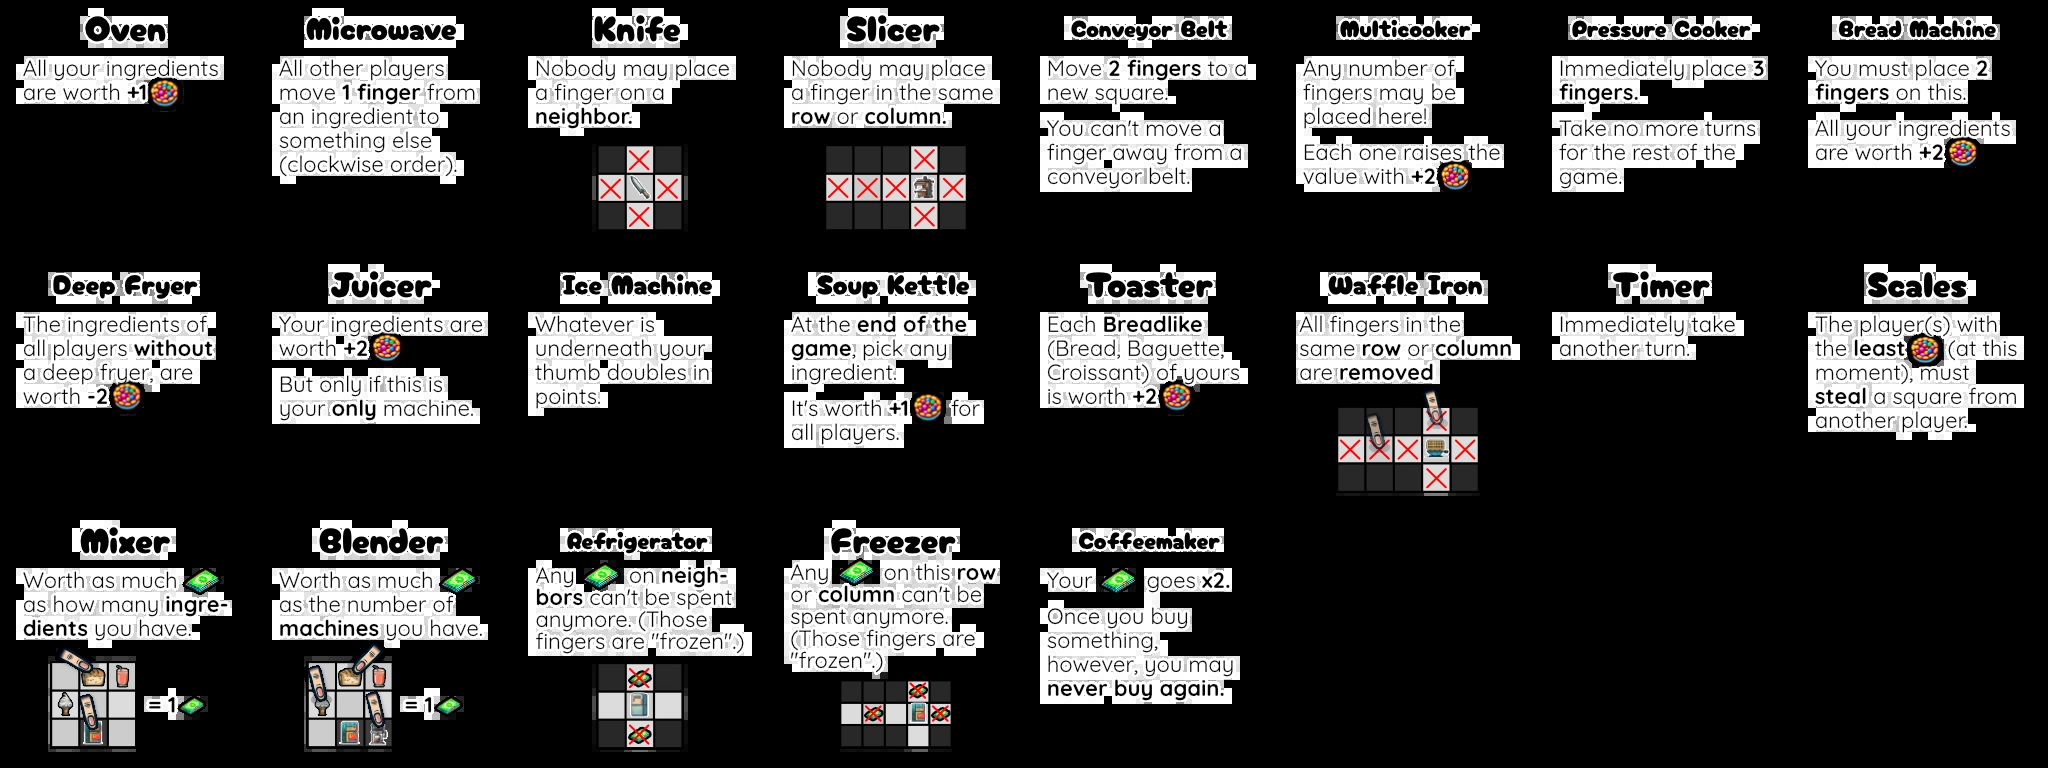 Oven
All your ingredients
are worth +1
Microwave
All other players
move 1 finger from
an ingredient to
something else
(clockwise order).
Knife
Nobody may place
a finger on a
neighbor.
Slicer
Nobody may place
a finger in the same
row or column.
Conveyor Belt
Move 2 fingers to a
new square.
You can't move a
finger away from a
conveyor belt.
Multicooker
Any number of
fingers may be
placed here!
Each one raises the
value with +2
Pressure Cooker
Immediately place 3
fingers.
Take no more turns
for the rest of the
game.
Bread Machine
You must place 2
fingers on this.
All your ingredients
are worth +2
Deep Fryer
The ingredients of
all players without
a deep fryer, are
worth -2
Juicer
Your ingredients are
worth +2
But only if this is
your only machine.
Ice Machine
Whatever is
underneath your
thumb doubles in
points.
Soup Kettle
At the end of the
game, pick any
ingredient.
It's worth +1 for
all players.
Toaster
Each Breadlike
(Bread, Baguette,
Croissant) of yours
is worth +2
Waffle Iron
All fingers in the
same row or column
are removed
Timer
Immediately take
another turn.
Scales
The player(s) with
the least (at this
moment), must
steal a square from
another player.
Mixer
Worth as much
as how many ingre-
dients you have.
= 1
Blender
Worth as much
as the number of
machines you have.
= 1
Refrigerator
Any on neigh-
bors can't be spent
anymore. (Those
fingers are "frozen".)
Freezer
Any on this row
or column can't be
spent anymore.
(Those fingers are
"frozen".)
Coffeemaker
Your goes x2.
Once you buy
something,
however, you may
never buy again.